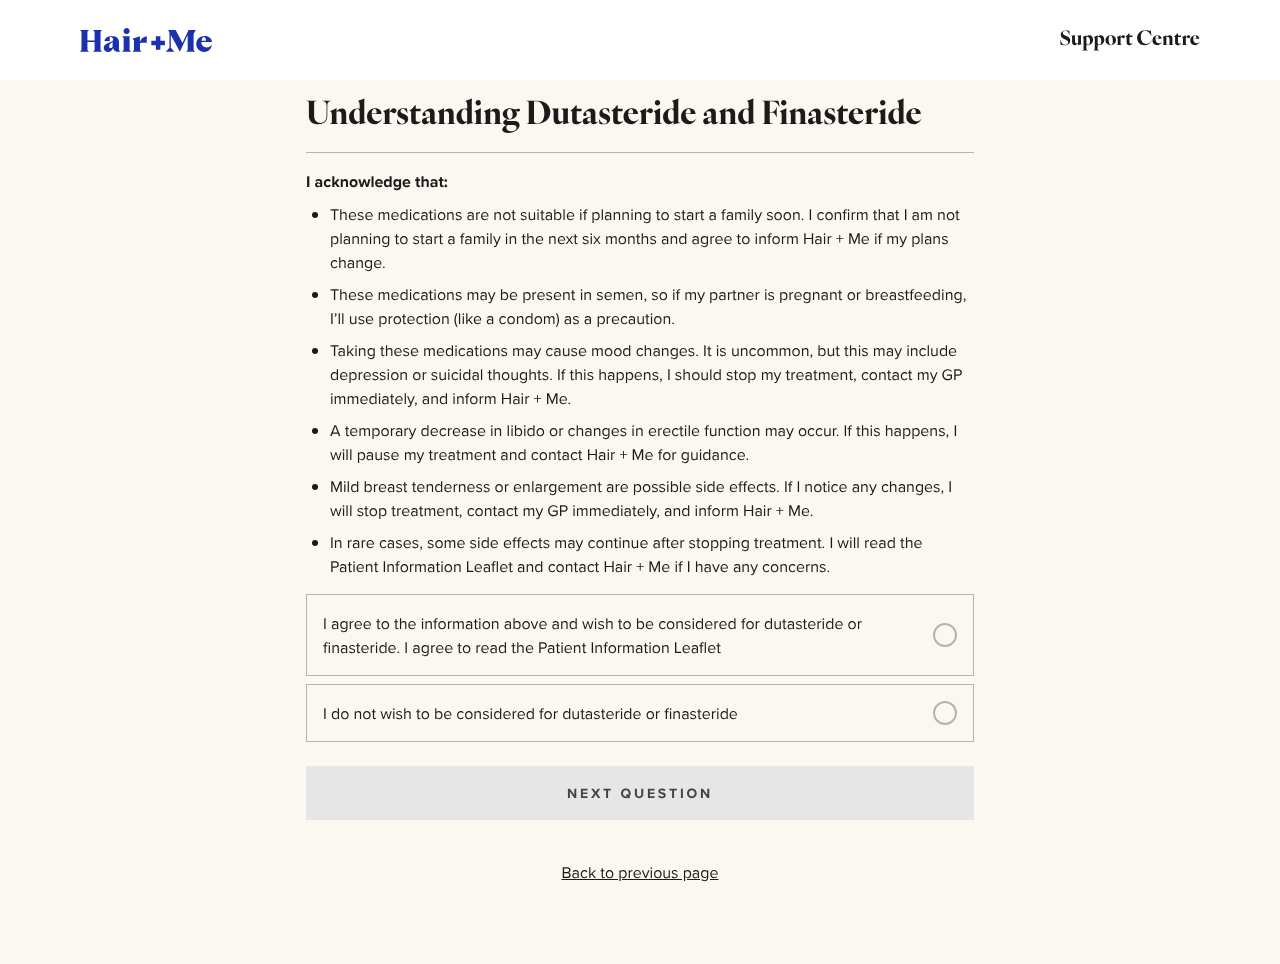 Hair+Me
Support Centre
Understanding Dutasteride and Finasteride
I acknowledge that:
These medications are not suitable if planning to start a family soon. I confirm that I am not
planning to start a family in the next six months and agree to inform Hair + Me if my plans
change.
These medications may be present in semen, so if my partner is pregnant or breastfeeding,
I'll use protection (like a condom) as a precaution.
Taking these medications may cause mood changes. It is uncommon, but this may include
depression or suicidal thoughts. If this happens, I should stop my treatment, contact my GP
immediately, and inform Hair + Me.
A temporary decrease in libido or changes in erectile function may occur. If this happens, I
will pause my treatment and contact Hair + Me for guidance.
Mild breast tenderness or enlargement are possible side effects. If I notice any changes, I
will stop treatment, contact my GP immediately, and inform Hair + Me.
In rare cases, some side effects may continue after stopping treatment. I will read the
Patient Information Leaflet and contact Hair + Me if I have any concerns.
I agree to the information above and wish to be considered for dutasteride or
finasteride. I agree to read the Patient Information Leaflet
I do not wish to be considered for dutasteride or finasteride
NEXT QUESTION
Back to previous page